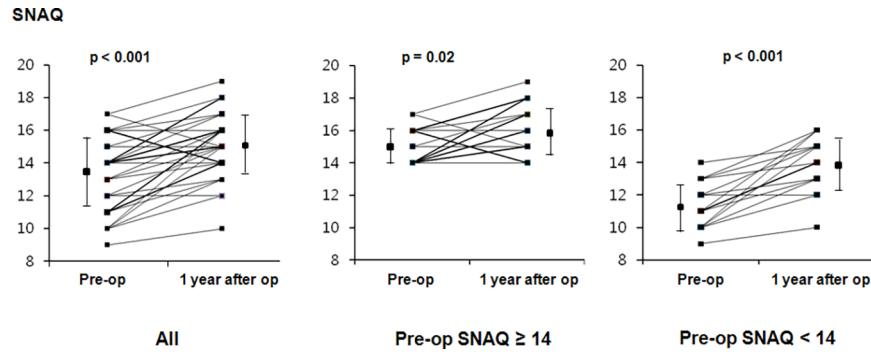 SNAQ
20
18
16
14
12
10
8
p < 0.001
Pre-op
1 year after op
All
20
18
16
14
12
10
8
p = 0.02
Pre-op
1 year after op
Pre-op SNAQ ≥ 14
20
18
16
14
12
10
8
p < 0.001
Pre-op
1 year after op
Pre-op SNAQ < 14